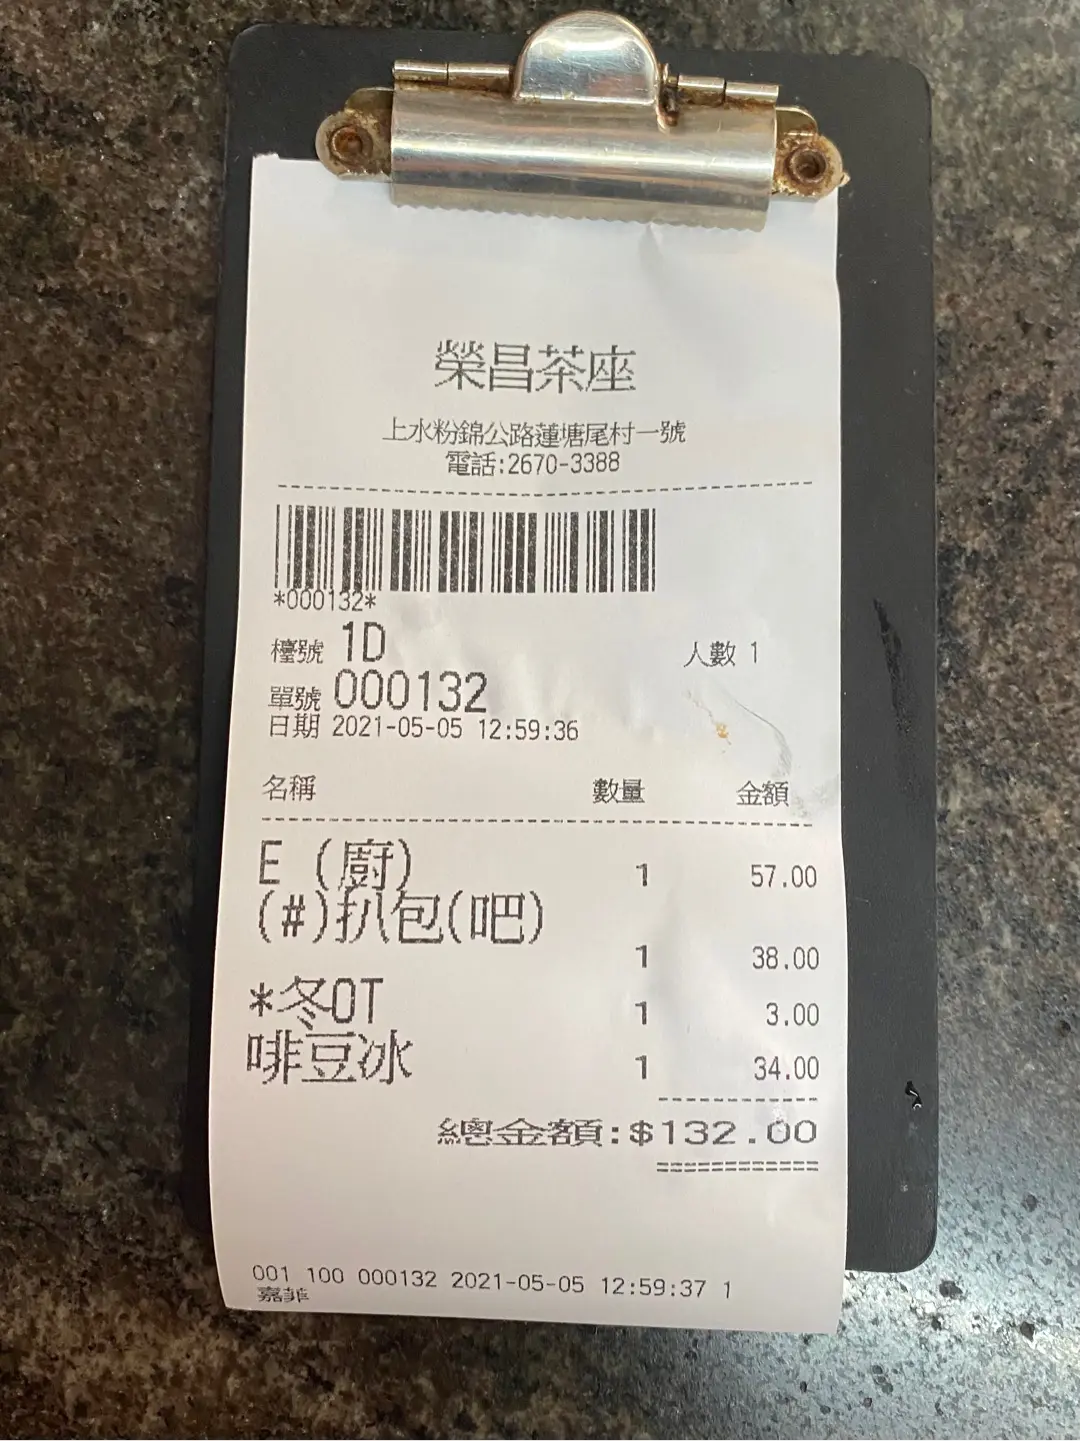 榮昌茶座
上水粉錦公路蓮塘尾村一號
電話:2670-3388
*000132*
檯號 1D 人數 1
單號 000132
日期 2021-05-05 12:59:36
名稱 數量 金額
E (廚) 1 57.00
(#)扒包(吧)
1 38.00
*冬OT 1 3.00
啡豆冰 1 34.00
總金額:$132.00
001 100 000132 2021-05-05 12:59:37 1
嘉菲